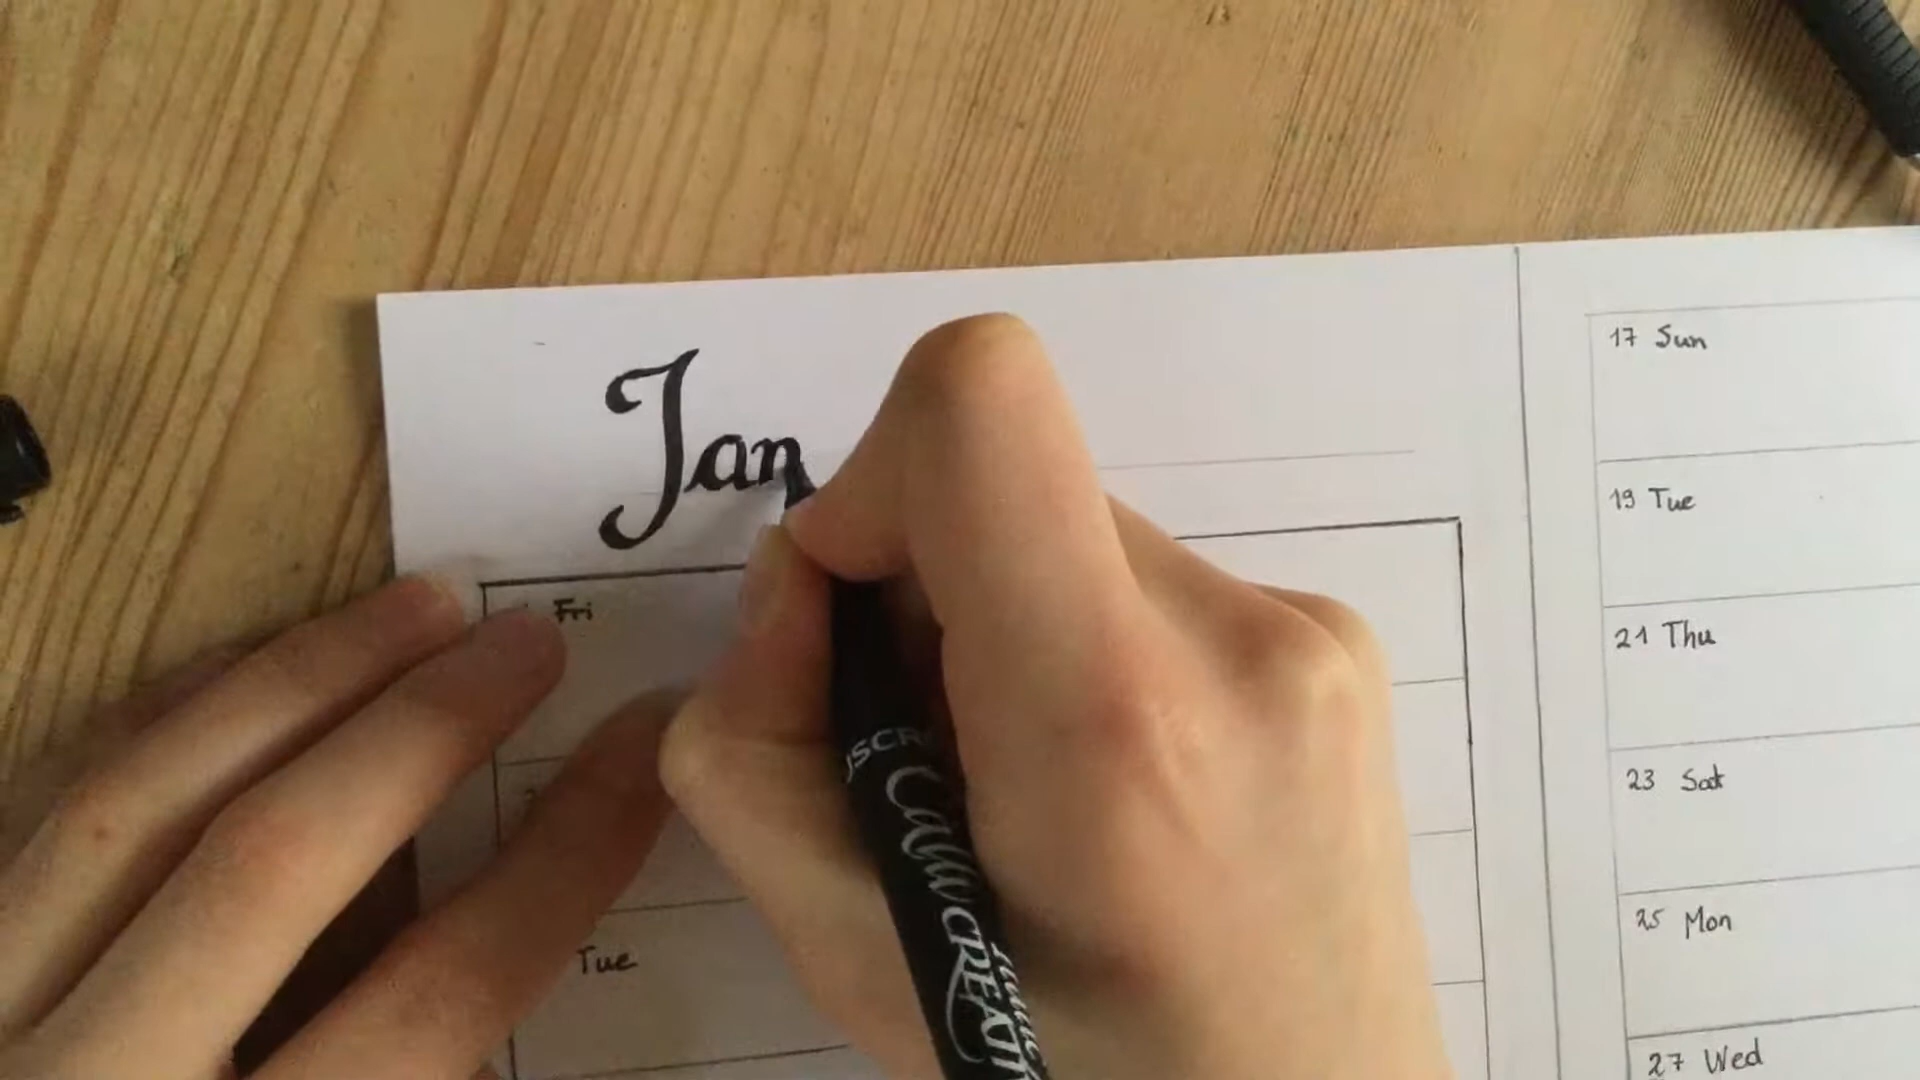 Jan
Fri
Tue
17 Sun
19 Tue
21 Thu
23 Sat
25 Mon
27 Wed